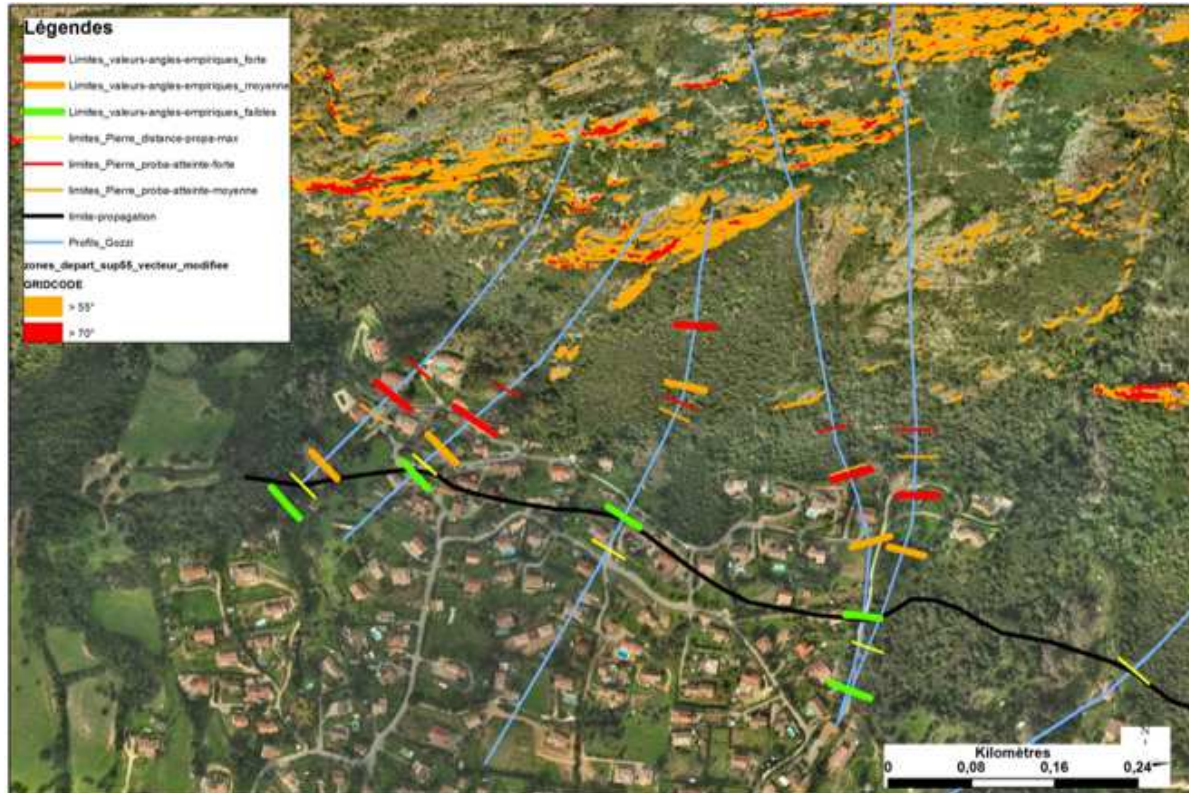 Légendes
Limites_valeurs-angles-empiriques_forte
Limites_valeurs-angles-empiriques_moyenne
Limites_valeurs-angles-empiriques_faibles
limites_Pierre_distance-propa-max
limites_Pierre_proba-atteinte-forte
limites_Pierre_proba-atteinte-moyenne
limite-propagation
Profils_Gozzi
zones_depart_sup55_vecteur_modifiee
GRIDCODE
> 55°
> 70°
Kilomètres
0 0,08 0,16 0,24